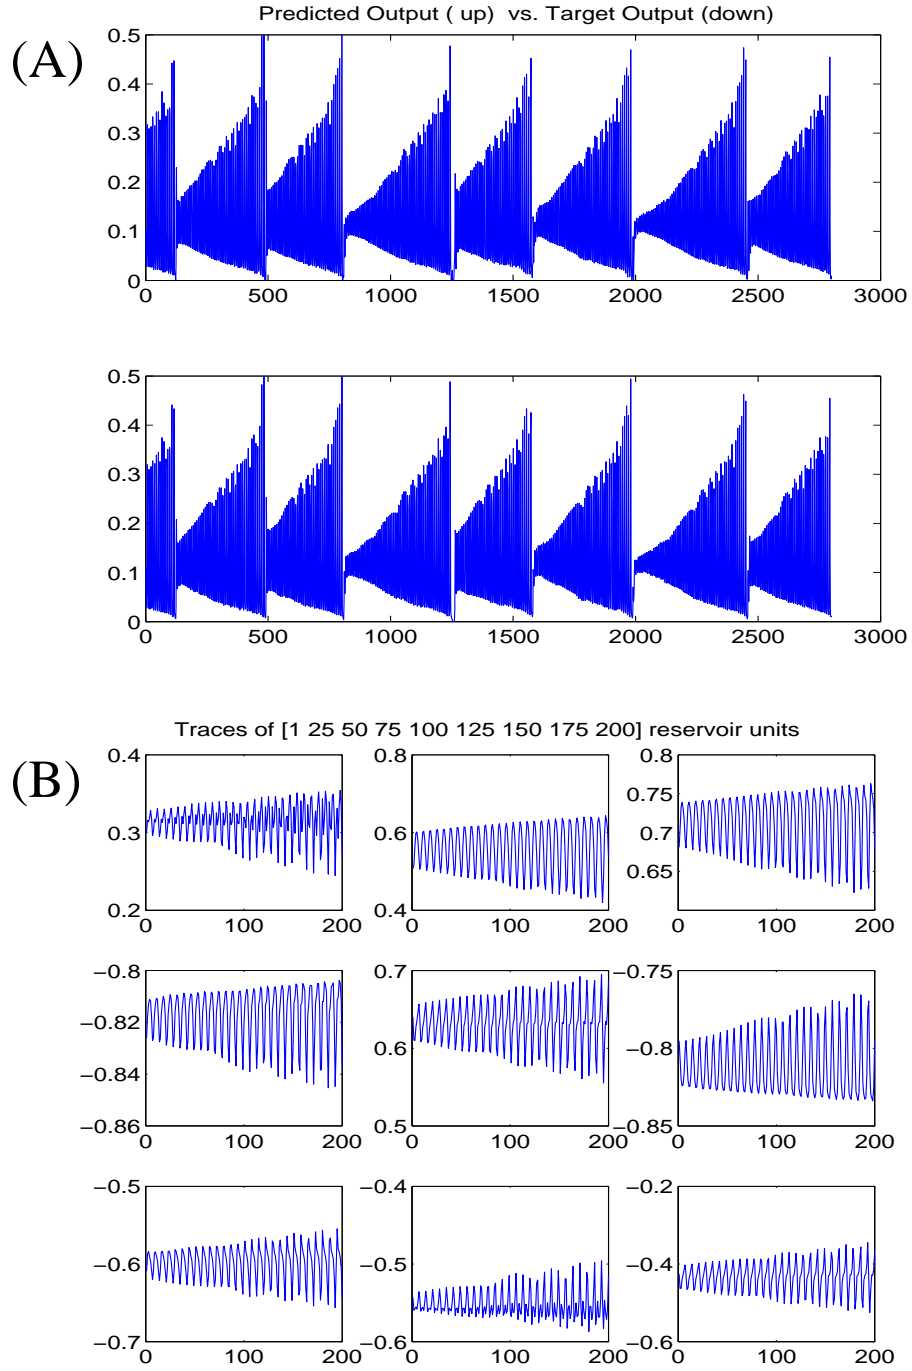 Predicted Output ( up) vs. Target Output (down)
(A)
0.5
0.4
0.3
0.2
0.1
0
0 500 1000 1500 2000 2500 3000
0.5
0.4
0.3
0.2
0.1
0
0 500 1000 1500 2000 2500 3000
Traces of [1 25 50 75 100 125 150 175 200] reservoir units
(B)
0.4
0.3
0.2
0 100 200
0.8
0.6
0.4
0 100 200
0.8
0.75
0.7
0.65
0 100 200
−0.8
−0.82
−0.84
−0.86
0 100 200
0.7
0.6
0.5
0 100 200
−0.75
−0.8
−0.85
0 100 200
−0.5
−0.6
−0.7
0 100 200
−0.4
−0.5
−0.6
0 100 200
−0.2
−0.4
−0.6
0 100 200